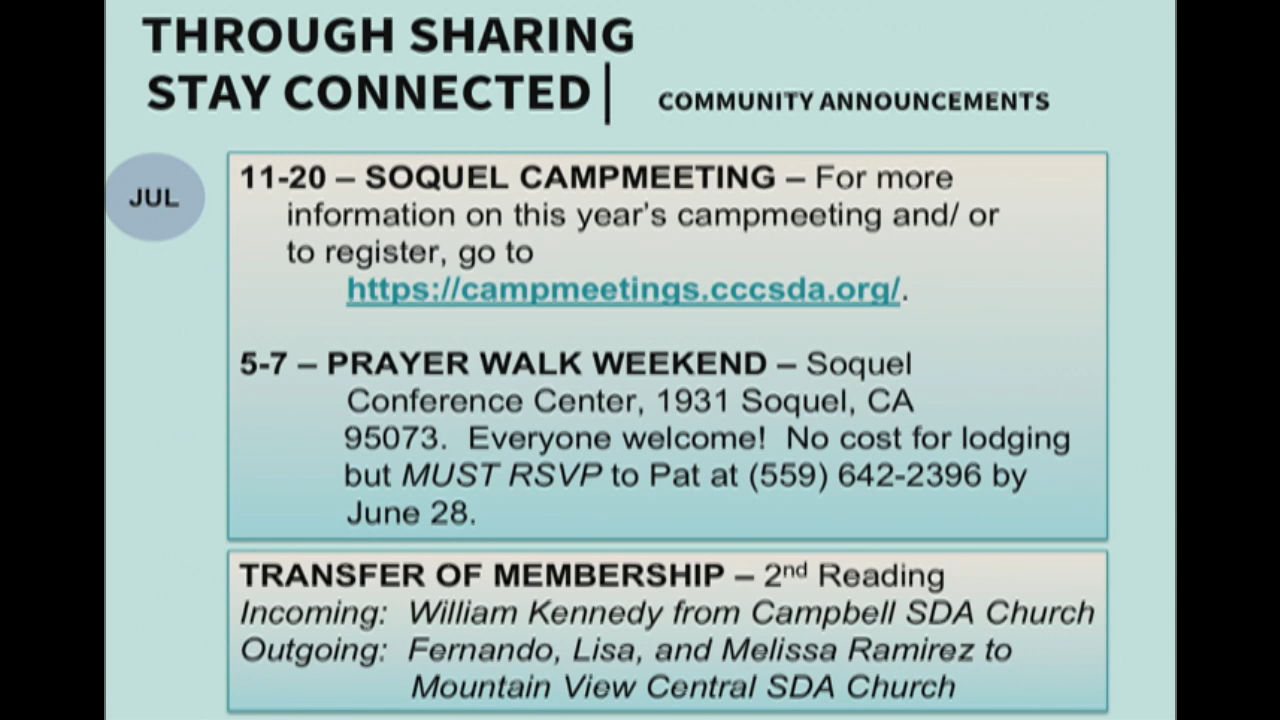 THROUGH SHARING
STAY CONNECTED | COMMUNITY ANNOUNCEMENTS
JUL
11-20 – SOQUEL CAMPMEETING – For more
information on this year's campmeeting and/ or
to register, go to
https://campmeetings.cccsda.org/.
5-7 – PRAYER WALK WEEKEND – Soquel
Conference Center, 1931 Soquel, CA
95073.  Everyone welcome!  No cost for lodging
but MUST RSVP to Pat at (559) 642-2396 by
June 28.
TRANSFER OF MEMBERSHIP – 2nd Reading
Incoming:  William Kennedy from Campbell SDA Church
Outgoing:  Fernando, Lisa, and Melissa Ramirez to
Mountain View Central SDA Church